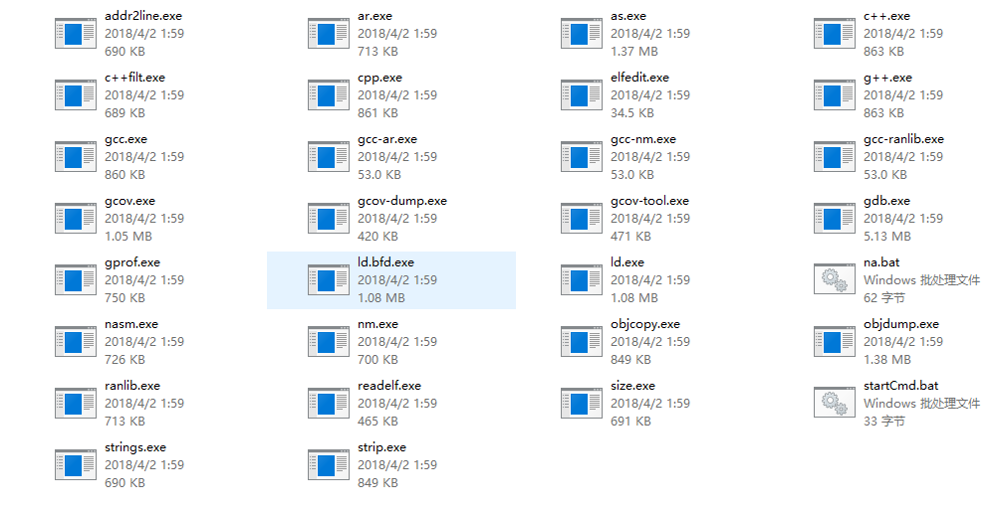 addr2line.exe
2018/4/2 1:59
690 KB
ar.exe
2018/4/2 1:59
713 KB
as.exe
2018/4/2 1:59
1.37 MB
c++.exe
2018/4/2 1:59
863 KB
c++filt.exe
2018/4/2 1:59
689 KB
cpp.exe
2018/4/2 1:59
861 KB
elfedit.exe
2018/4/2 1:59
34.5 KB
g++.exe
2018/4/2 1:59
863 KB
gcc.exe
2018/4/2 1:59
860 KB
gcc-ar.exe
2018/4/2 1:59
53.0 KB
gcc-nm.exe
2018/4/2 1:59
53.0 KB
gcc-ranlib.exe
2018/4/2 1:59
53.0 KB
gcov.exe
2018/4/2 1:59
1.05 MB
gcov-dump.exe
2018/4/2 1:59
420 KB
gcov-tool.exe
2018/4/2 1:59
471 KB
gdb.exe
2018/4/2 1:59
5.13 MB
gprof.exe
2018/4/2 1:59
750 KB
ld.bfd.exe
2018/4/2 1:59
1.08 MB
ld.exe
2018/4/2 1:59
1.08 MB
na.bat
Windows 批处理文件
62 字节
nasm.exe
2018/4/2 1:59
726 KB
nm.exe
2018/4/2 1:59
700 KB
objcopy.exe
2018/4/2 1:59
849 KB
objdump.exe
2018/4/2 1:59
1.38 MB
ranlib.exe
2018/4/2 1:59
713 KB
readelf.exe
2018/4/2 1:59
465 KB
size.exe
2018/4/2 1:59
691 KB
startCmd.bat
Windows 批处理文件
33 字节
strings.exe
2018/4/2 1:59
690 KB
strip.exe
2018/4/2 1:59
849 KB